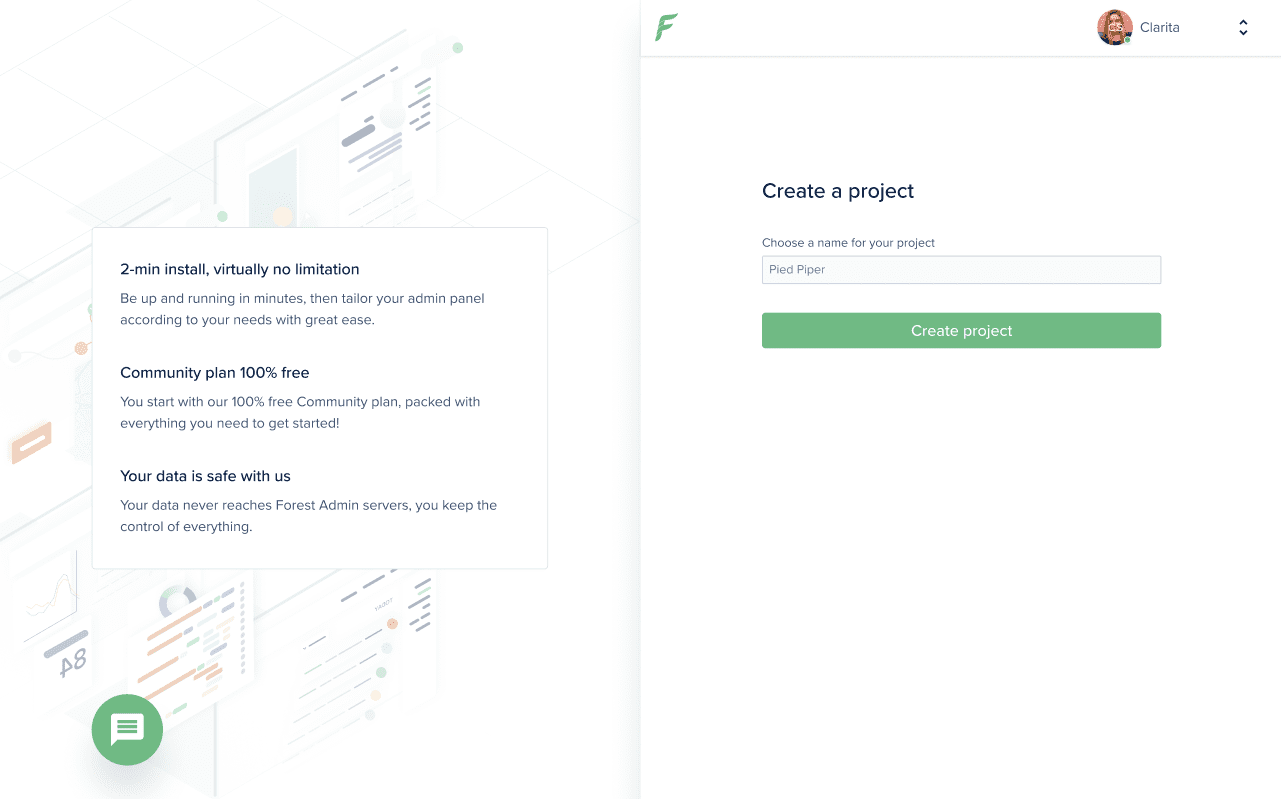 2-min install, virtually no limitation
Be up and running in minutes, then tailor your admin panel
according to your needs with great ease.
Community plan 100% free
You start with our 100% free Community plan, packed with
everything you need to get started!
Your data is safe with us
Your data never reaches Forest Admin servers, you keep the
control of everything.
TODAY
48
Clarita
Create a project
Choose a name for your project
Pied Piper
Create project